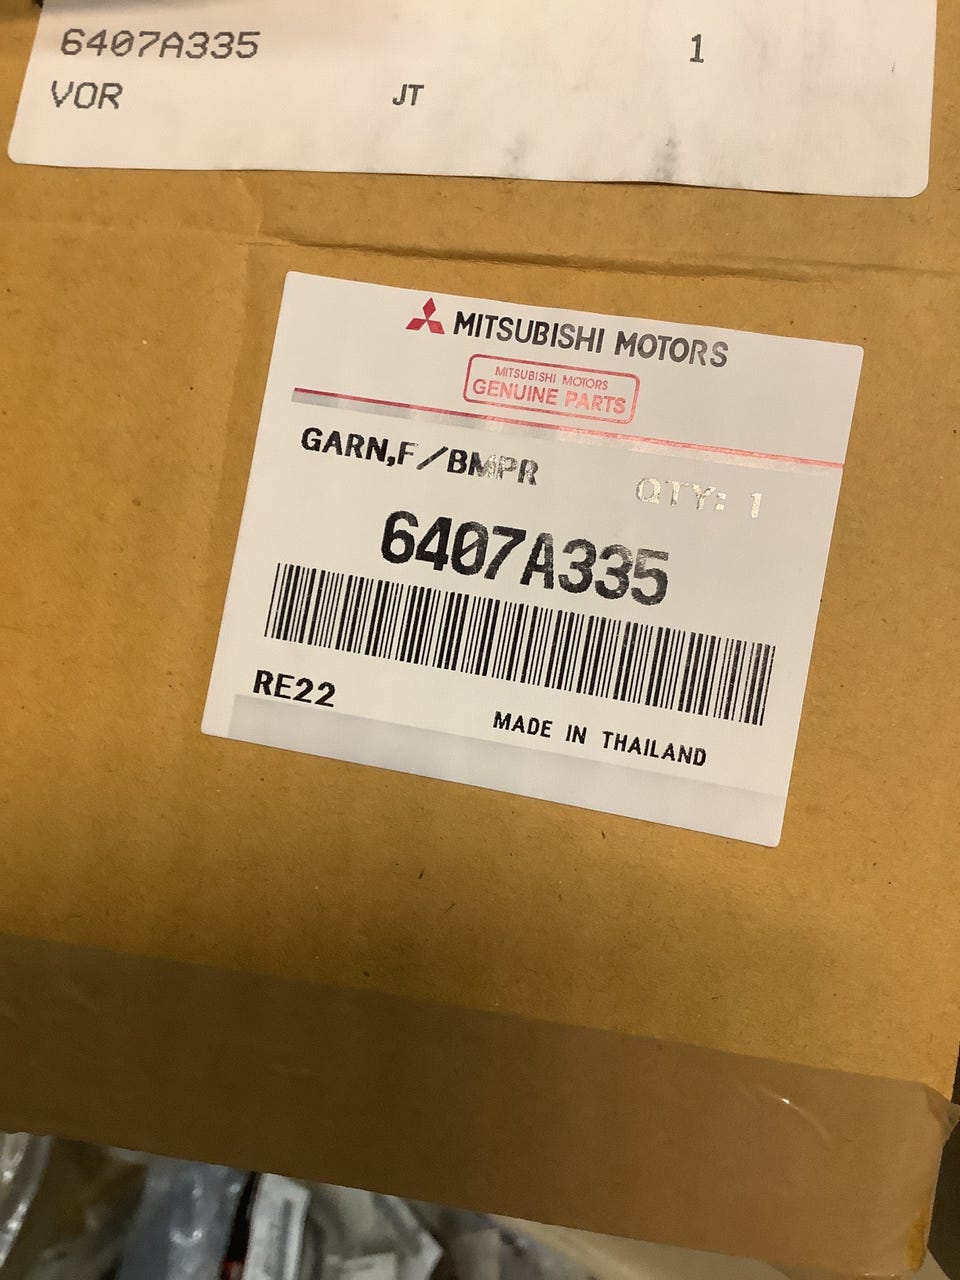 6407A335 1
VOR JT
MITSUBISHI MOTORS
MITSUBISHI MOTORS
GENUINE PARTS
GARN,F/BMPR
QTY: 1
6407A335
RE22
MADE IN THAILAND